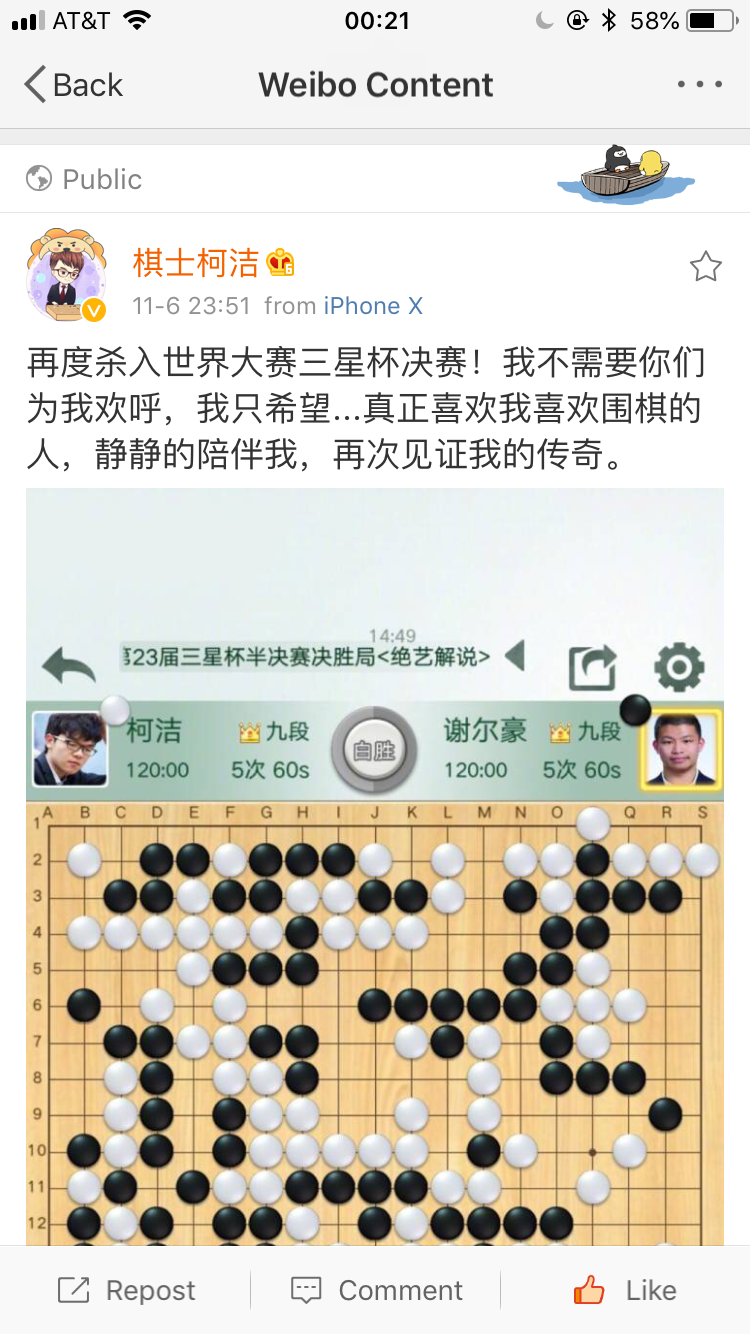 AT&T 00:21 58%
Back Weibo Content
Public
棋士柯洁
11-6 23:51 from iPhone X
再度杀入世界大赛三星杯决赛！我不需要你们
为我欢呼，我只希望...真正喜欢我喜欢围棋的
人，静静的陪伴我，再次见证我的传奇。
14:49
23届三星杯半决赛决胜局<绝艺解说>
柯洁 九段 白胜 谢尔豪 九段
120:00 5次 60s 120:00 5次 60s
A B C D E F G H I J K L M N O Q R S
1
2
3
4
5
6
7
8
9
10
11
12
Repost Comment Like